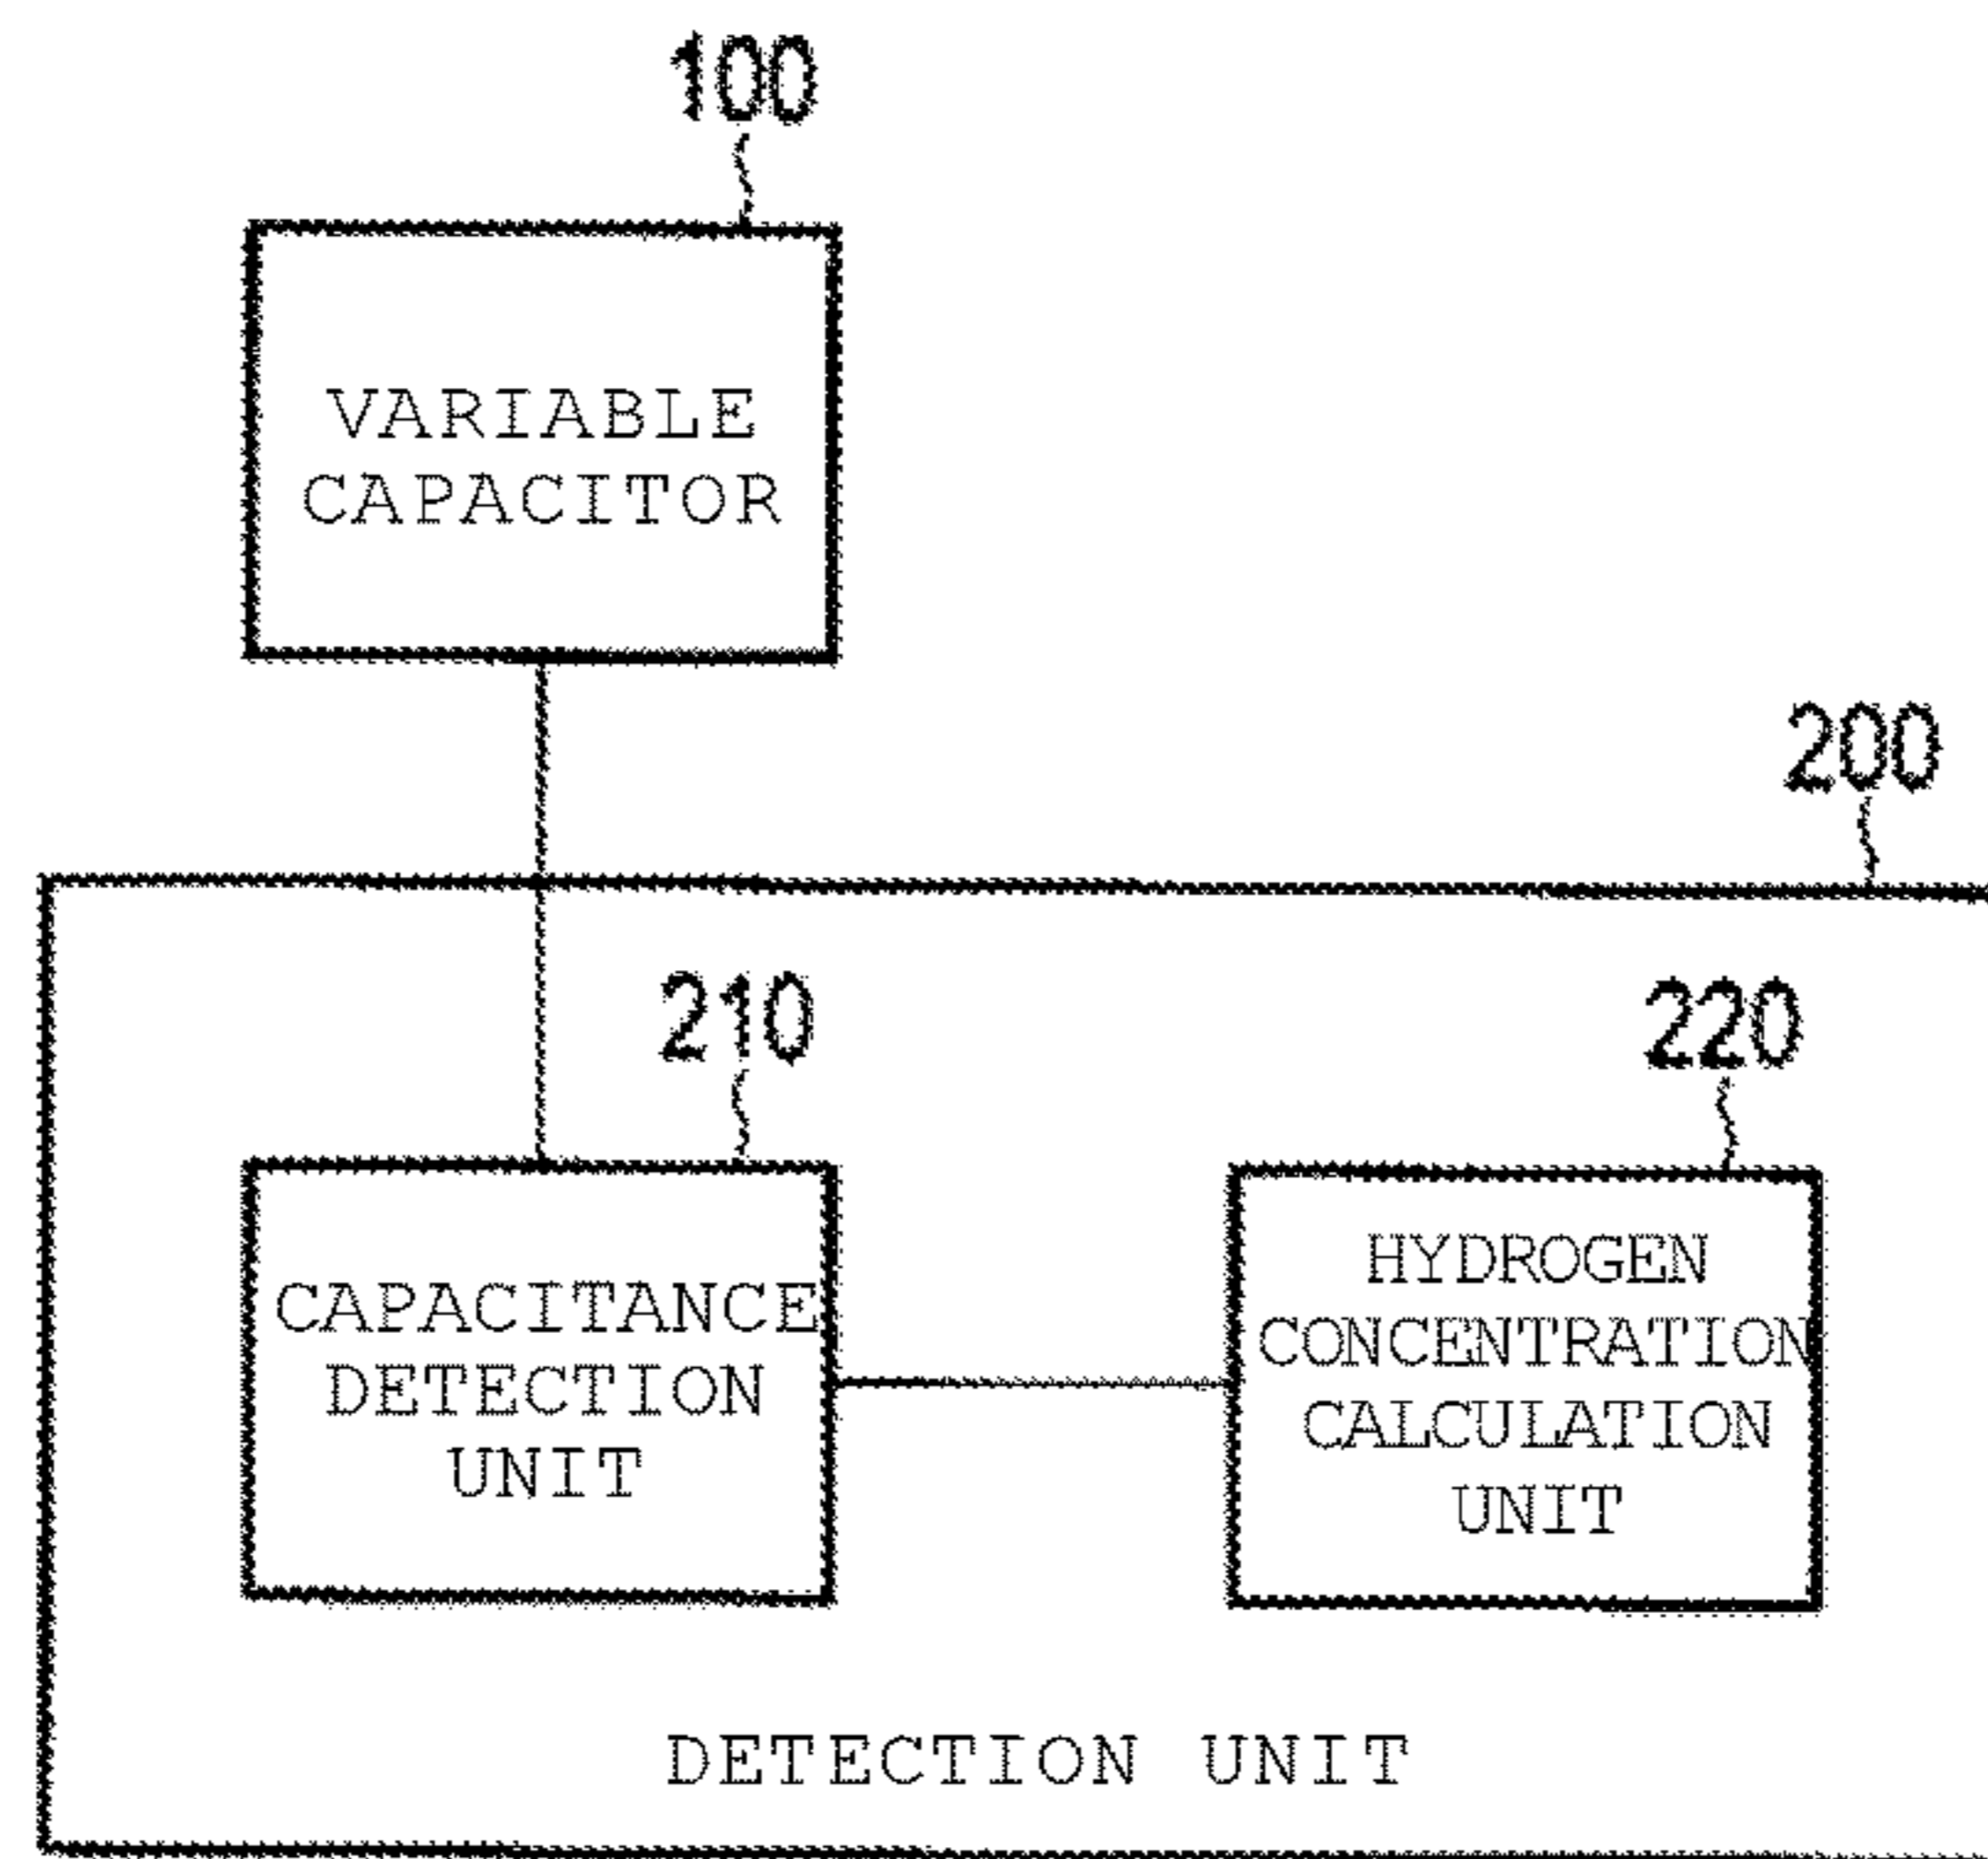 100
VARIABLE
CAPACITOR
200
210
220
CAPACITANCE
DETECTION
UNIT
HYDROGEN
CONCENTRATION
CALCULATION
UNIT
DETECTION UNIT